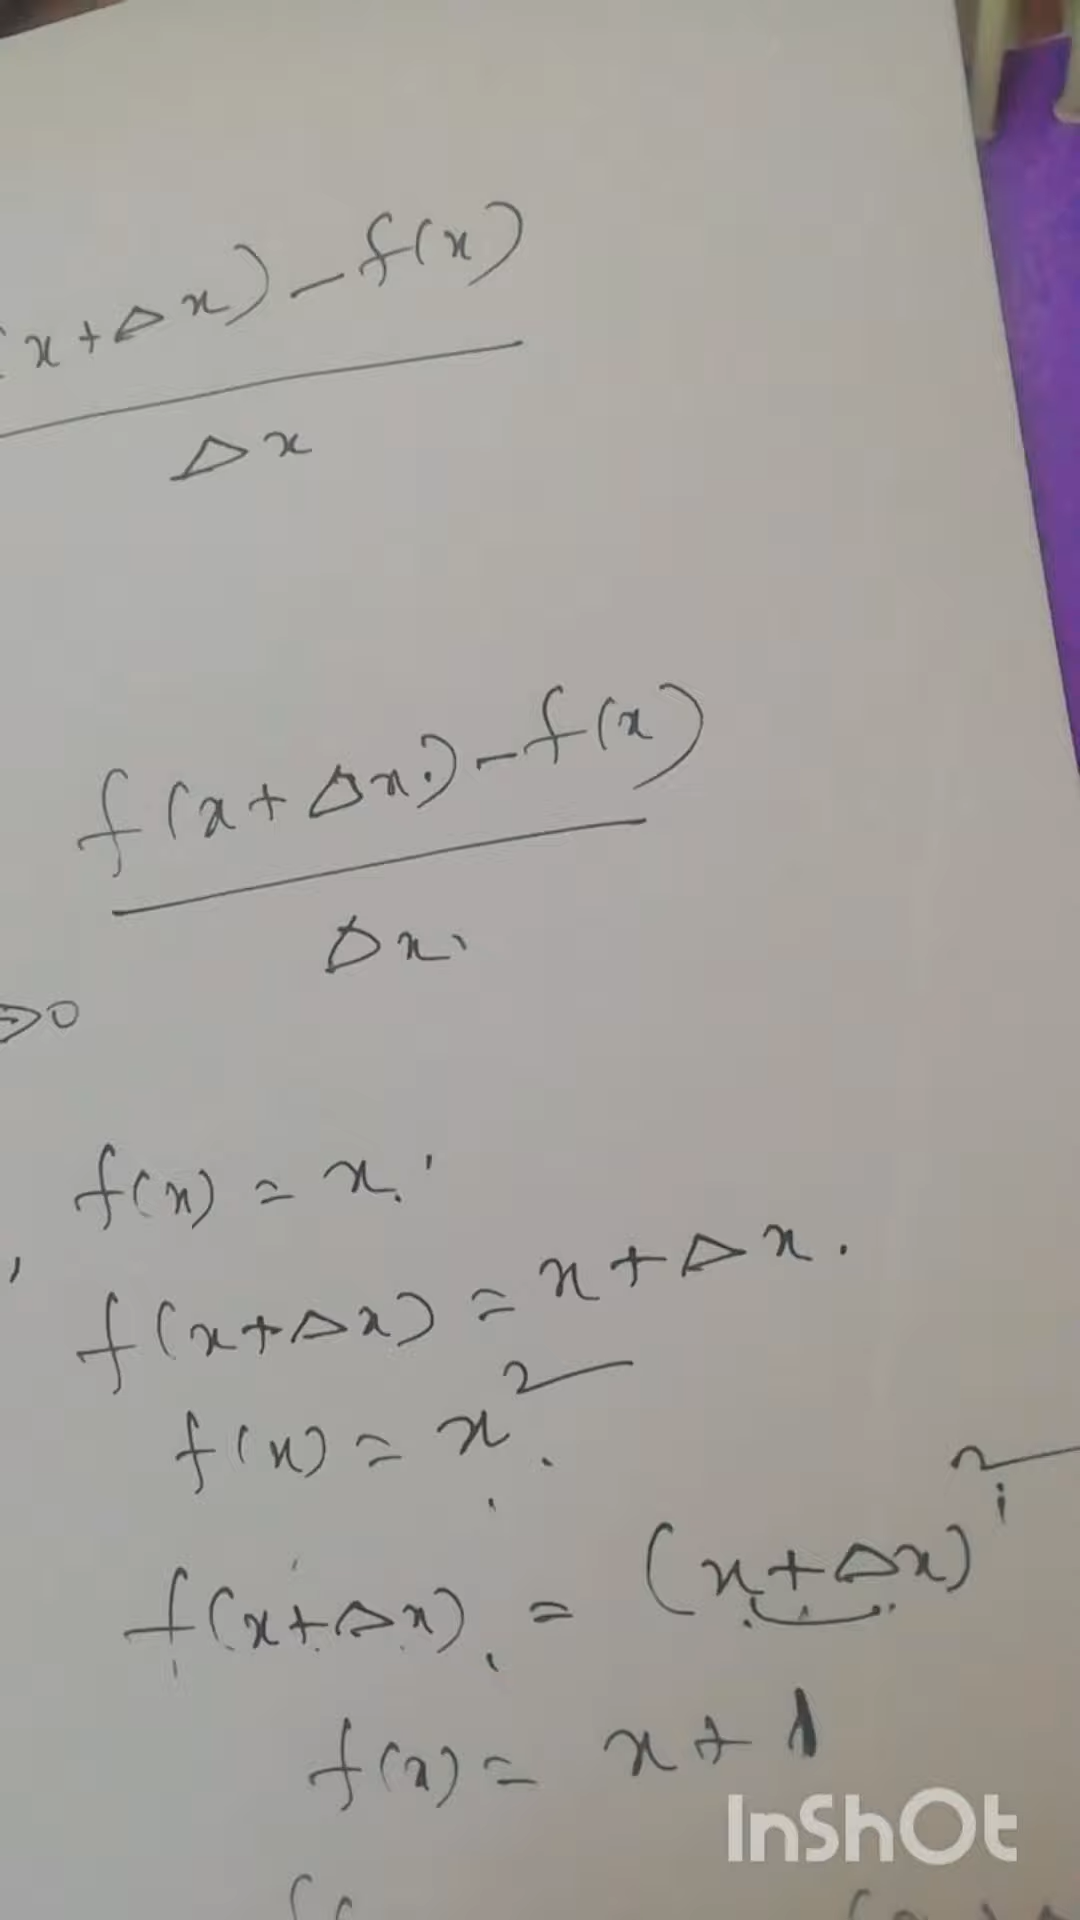 (x+Δx) - f(x)
Δx
f(x+Δx) - f(x)
Δx
→0
f(x) = x.
f(x+Δx) = x+Δx.
f(x) = x².
f(x+Δx) = (x+Δx)²
f(x) = x+1
InShOt